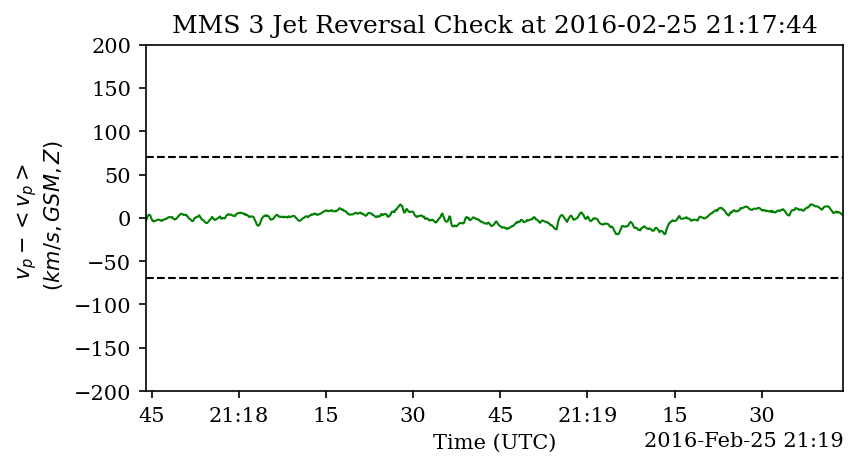 MMS 3 Jet Reversal Check at 2016-02-25 21:17:44
200
150
100
50
0
−50
−100
−150
−200
v_p − < v_p >
(km/s, GSM, Z)
45 21:18 15 30 45 21:19 15 30
Time (UTC)
2016-Feb-25 21:19